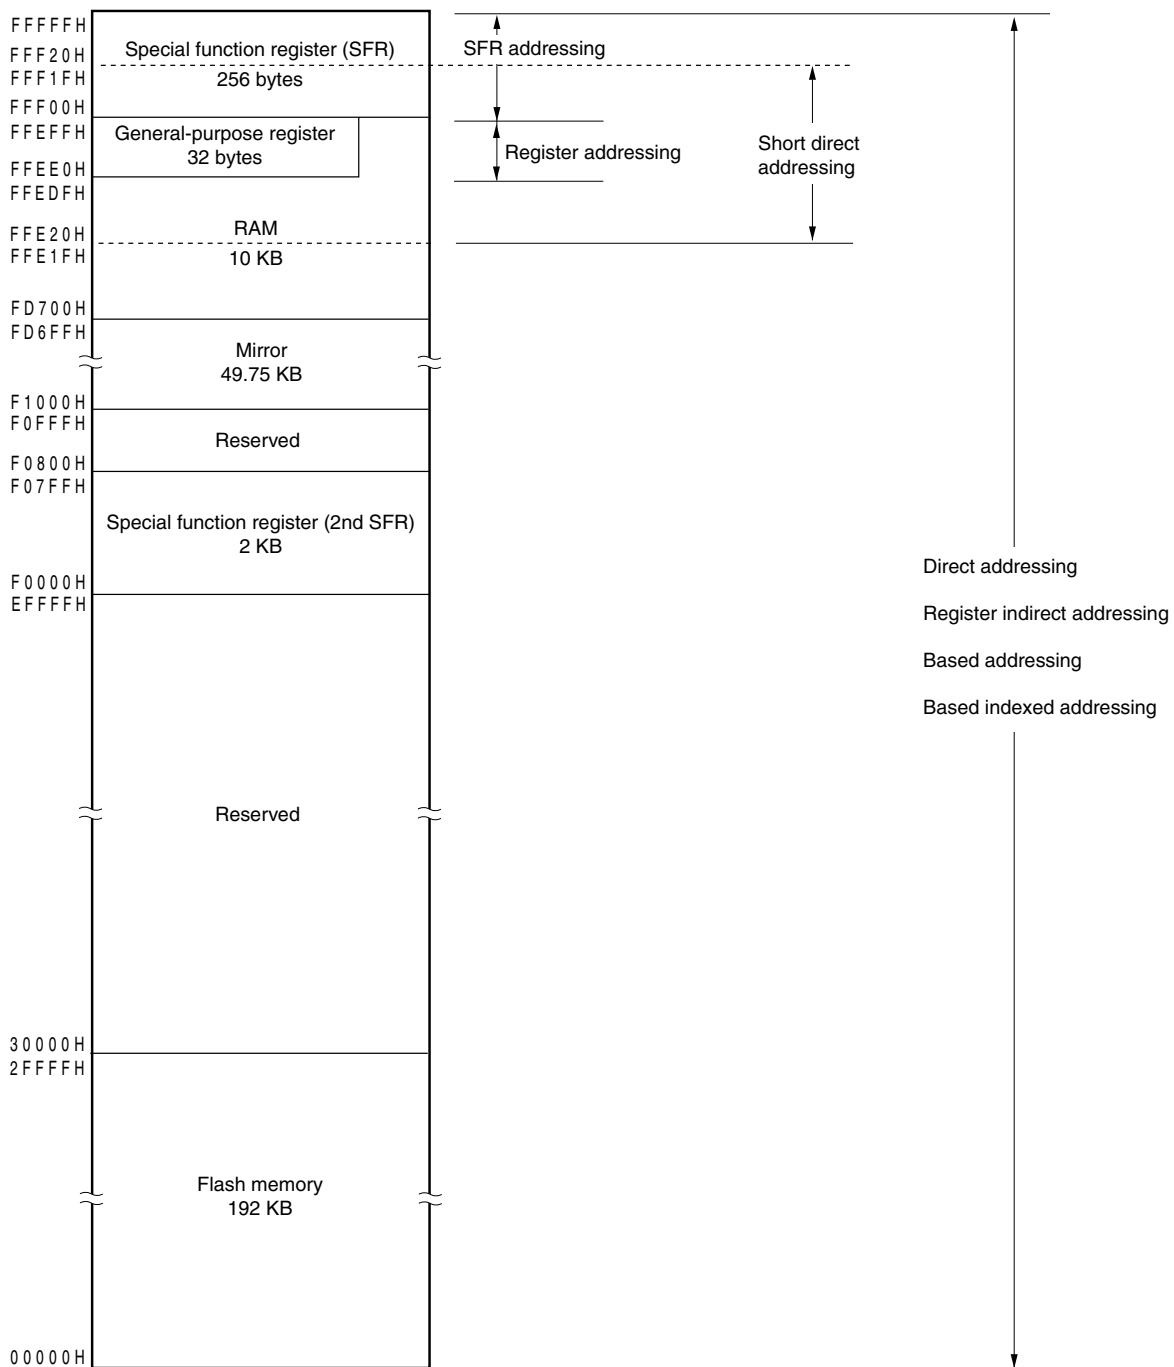 FFFFFH
FFF20H
FFF1FH
FFF00H
FFEFFH
FFEE0H
FFEDFH
FFE20H
FFE1FH
FD700H
FD6FFH
F1000H
F0FFFH
F0800H
F07FFH
F0000H
EFFFFH
30000H
2FFFFH
00000H
Special function register (SFR)
256 bytes
General-purpose register
32 bytes
RAM
10 KB
Mirror
49.75 KB
Reserved
Special function register (2nd SFR)
2 KB
Reserved
Flash memory
192 KB
SFR addressing
Register addressing
Short direct
addressing
Direct addressing
Register indirect addressing
Based addressing
Based indexed addressing